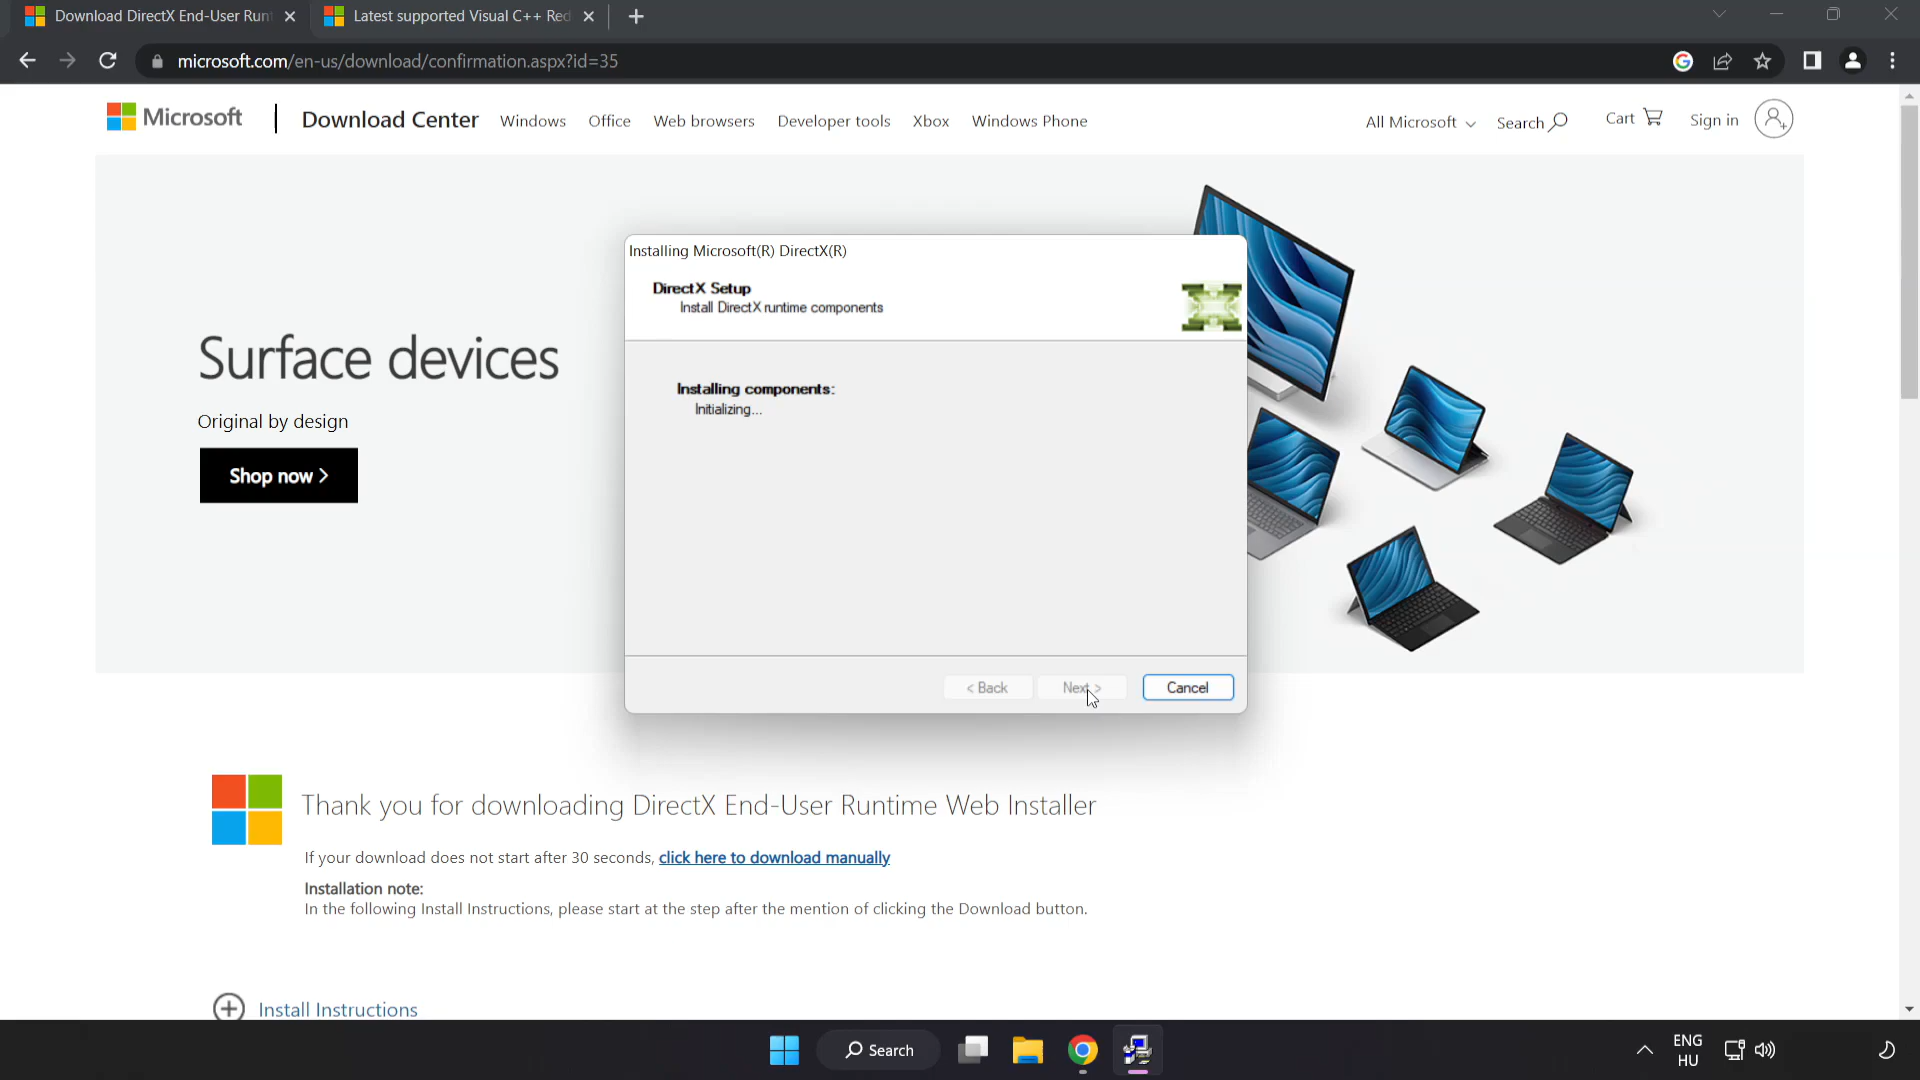 Download DirectX End-User Run
Latest supported Visual C++ Red
microsoft.com/en-us/download/confirmation.aspx?id=35
Microsoft
Download Center
Windows
Office
Web browsers
Developer tools
Xbox
Windows Phone
All Microsoft
Search
Cart
Sign in
Installing Microsoft(R) DirectX(R)
DirectX Setup
Install DirectX runtime components
Installing components:
Initializing...
< Back
Next >
Cancel
Surface devices
Original by design
Shop now >
Thank you for downloading DirectX End-User Runtime Web Installer
If your download does not start after 30 seconds, click here to download manually
Installation note:
In the following Install Instructions, please start at the step after the mention of clicking the Download button.
Install Instructions
Search
ENG
HU